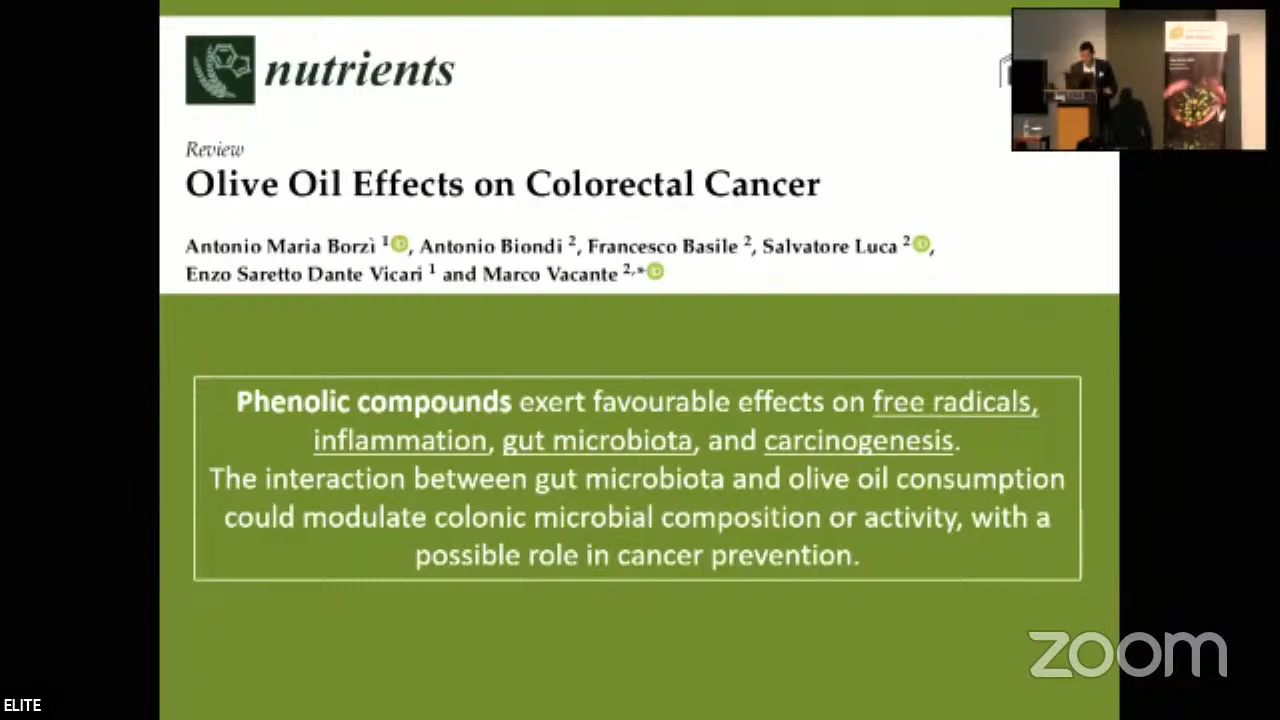 nutrients
Review
Olive Oil Effects on Colorectal Cancer
Antonio Maria Borzì 1, Antonio Biondi 2, Francesco Basile 2, Salvatore Luca 2,
Enzo Saretto Dante Vicari 1 and Marco Vacante 2,*
Phenolic compounds exert favourable effects on free radicals,
inflammation, gut microbiota, and carcinogenesis.
The interaction between gut microbiota and olive oil consumption
could modulate colonic microbial composition or activity, with a
possible role in cancer prevention.
zoom
ELITE